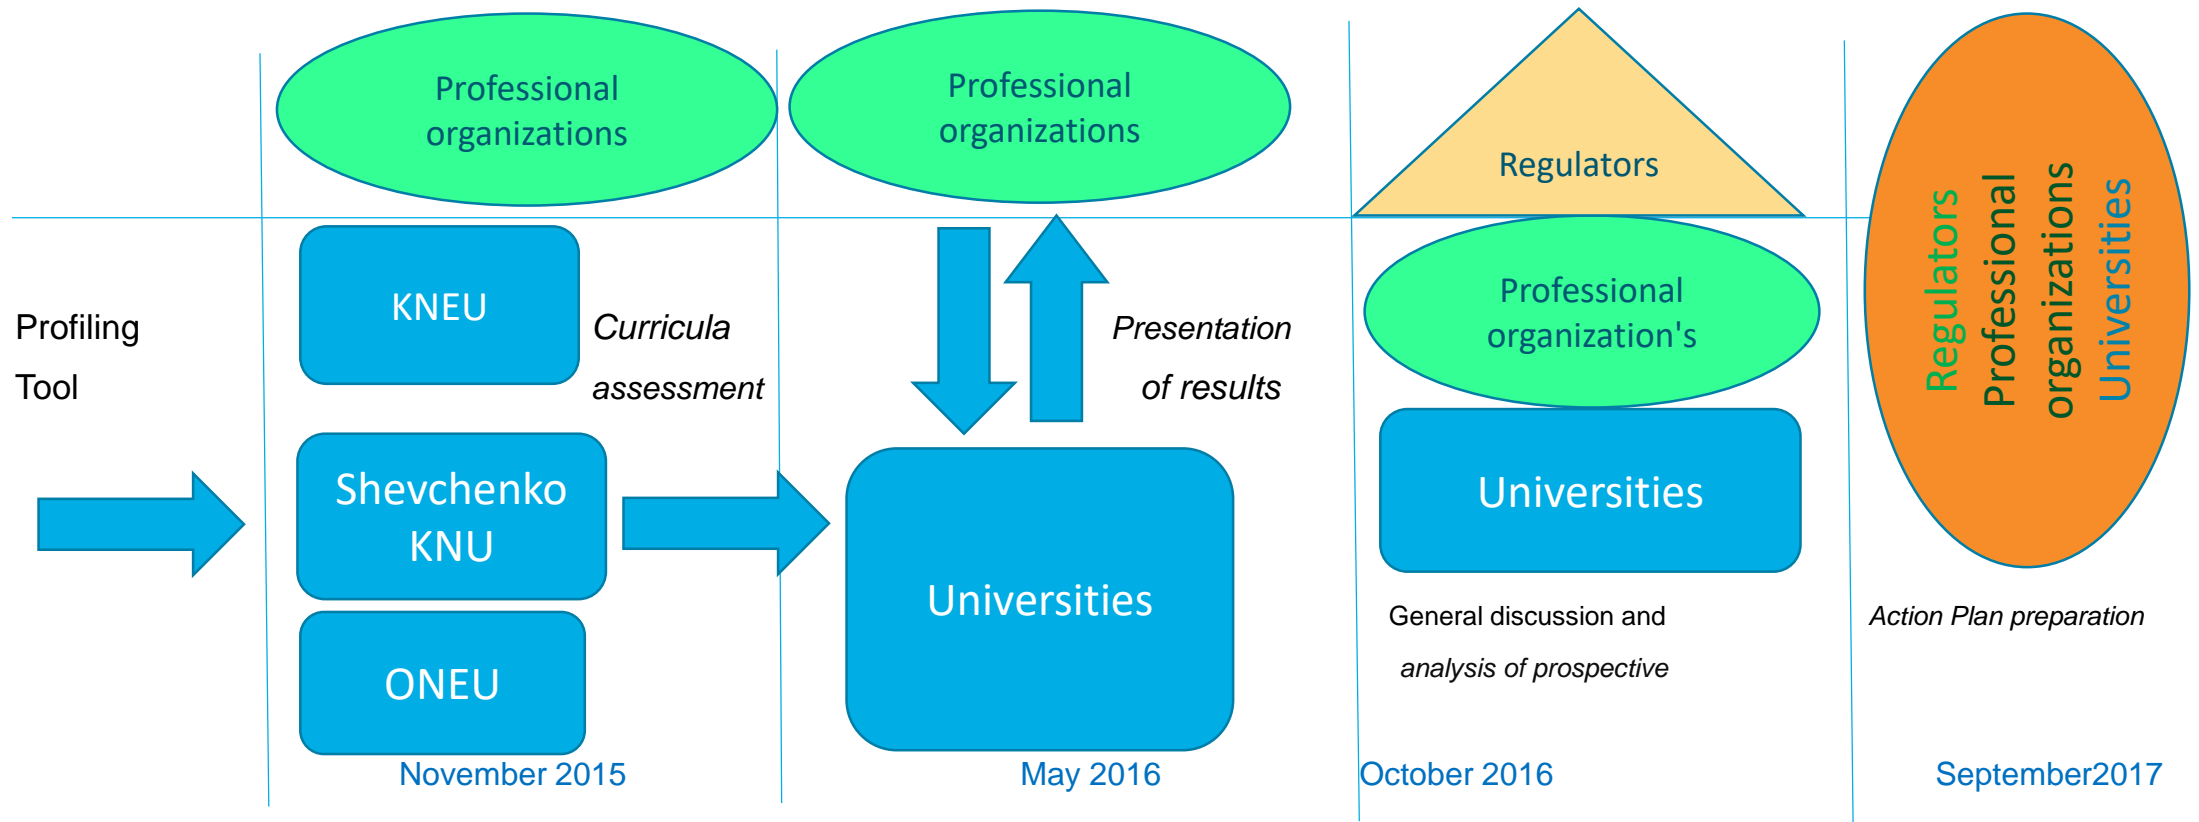 Profiling
Tool
Professional
organizations
KNEU
Curricula
assessment
Shevchenko
KNU
ONEU
November 2015
Professional
organizations
Presentation
of results
Universities
May 2016
Regulators
Professional
organization's
Universities
General discussion and
analysis of prospective
October 2016
Regulators
Professional
organizations
Universities
Action Plan preparation
September2017